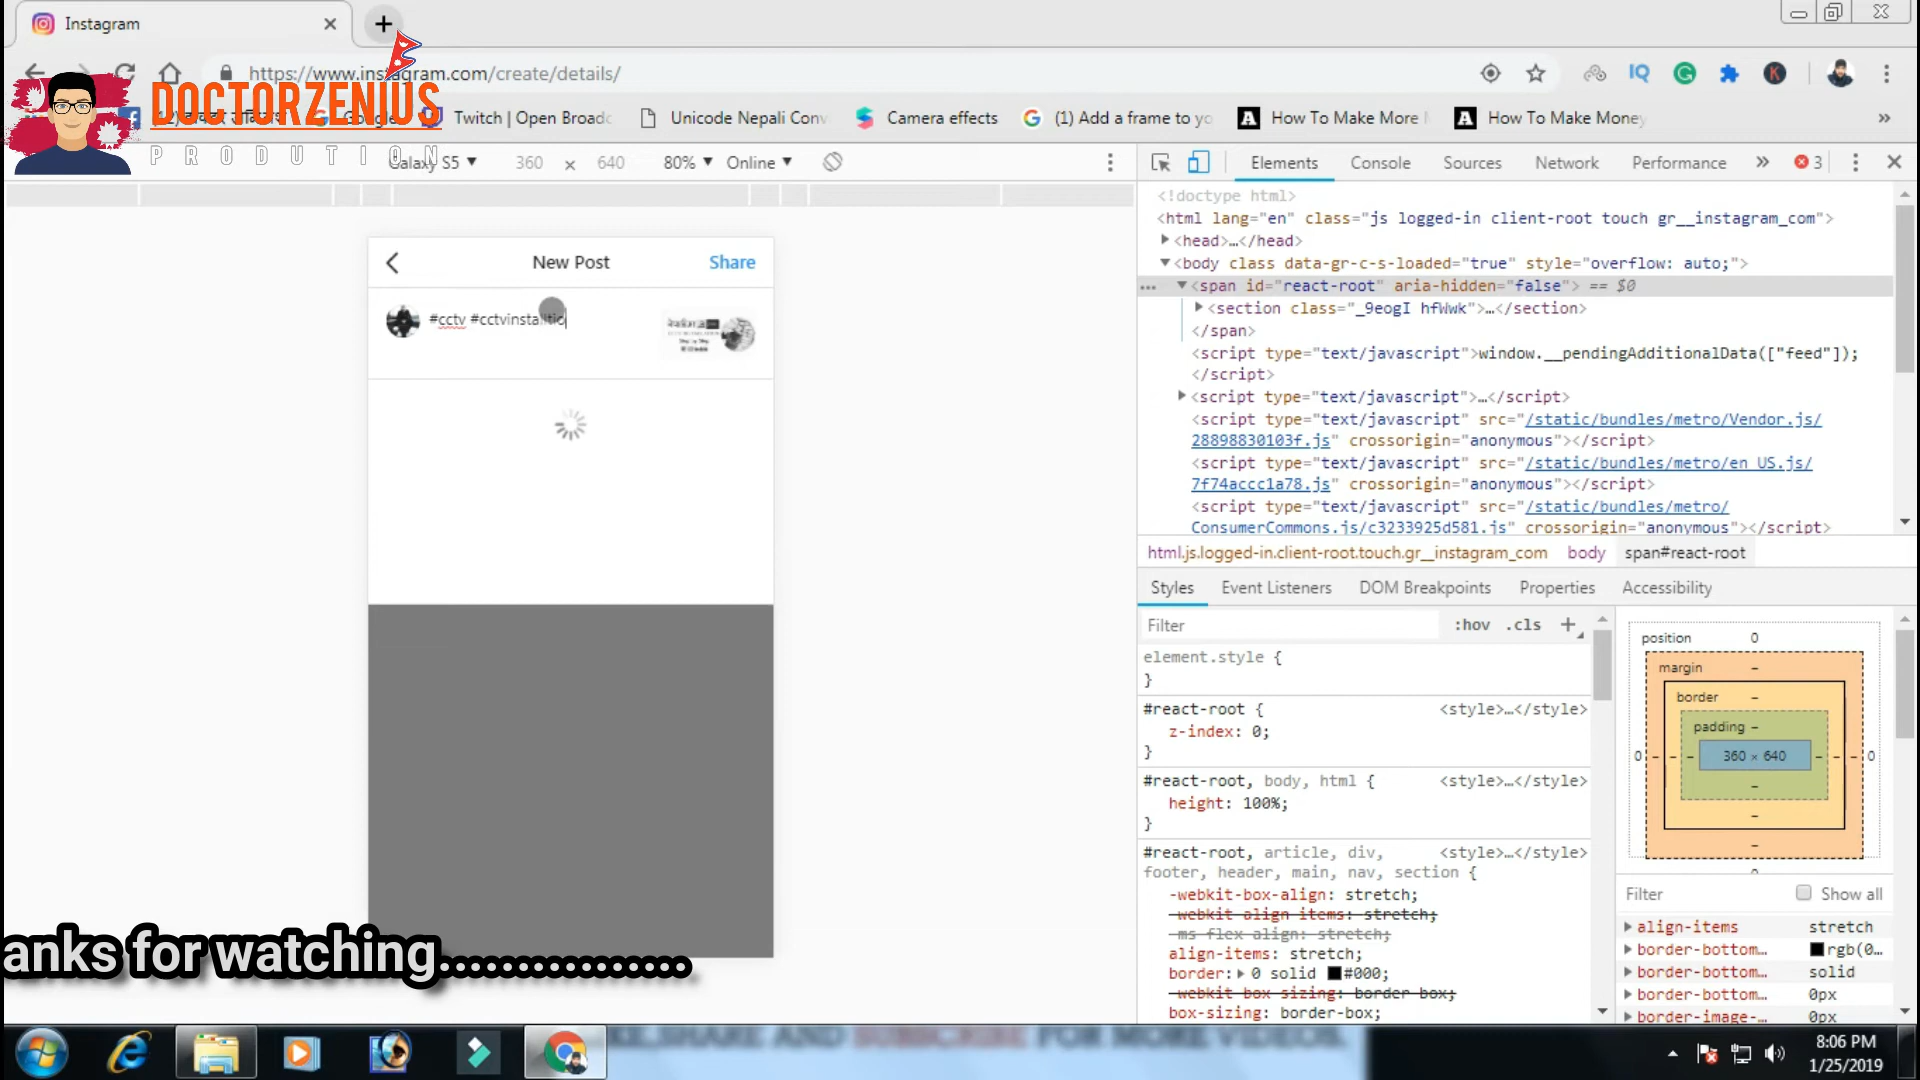 Instagram
https://www.instagram.com/create/details/
DOCTORZENIUS
PRODUTION
Twitch | Open Broadc
Unicode Nepali Conv
Camera effects
(1) Add a frame to yo
How To Make More
How To Make Money
»
Galaxy S5 ▼ 360 × 640 80% ▼ Online ▼
Elements Console Sources Network Performance » 3
<!doctype html>
<html lang="en" class="js logged-in client-root touch gr__instagram_com">
<head>…</head>
<body class data-gr-c-s-loaded="true" style="overflow: auto;">
<span id="react-root" aria-hidden="false"> == $0
<section class="_9eogI hfWwk">…</section>
</span>
<script type="text/javascript">window.__pendingAdditionalData(["feed"]);
</script>
<script type="text/javascript">…</script>
<script type="text/javascript" src="/static/bundles/metro/Vendor.js/
28898830103f.js" crossorigin="anonymous"></script>
<script type="text/javascript" src="/static/bundles/metro/en_US.js/
7f74accc1a78.js" crossorigin="anonymous"></script>
<script type="text/javascript" src="/static/bundles/metro/
ConsumerCommons.js/c3233925d581.js" crossorigin="anonymous"></script>
html.js.logged-in.client-root.touch.gr__instagram_com body span#react-root
New Post Share
#cctv #cctvinstalltio
Styles Event Listeners DOM Breakpoints Properties Accessibility
Filter :hov .cls +
element.style {
}
#react-root { <style>…</style>
z-index: 0;
}
#react-root, body, html { <style>…</style>
height: 100%;
}
#react-root, article, div, <style>…</style>
footer, header, main, nav, section {
-webkit-box-align: stretch;
-webkit-align-items: stretch;
-ms-flex-align: stretch;
align-items: stretch;
border: 0 solid #000;
-webkit-box-sizing: border-box;
box-sizing: border-box;
position 0
margin –
border –
padding –
0 – – – 360 × 640 – – – 0
–
–
–
Filter Show all
align-items stretch
border-bottom… rgb(0…
border-bottom… solid
border-bottom… 0px
border-image-… 0px
anks for watching................
SHARE AND SUBSCRIBE FOR MORE VIDEOS.
8:06 PM
1/25/2019